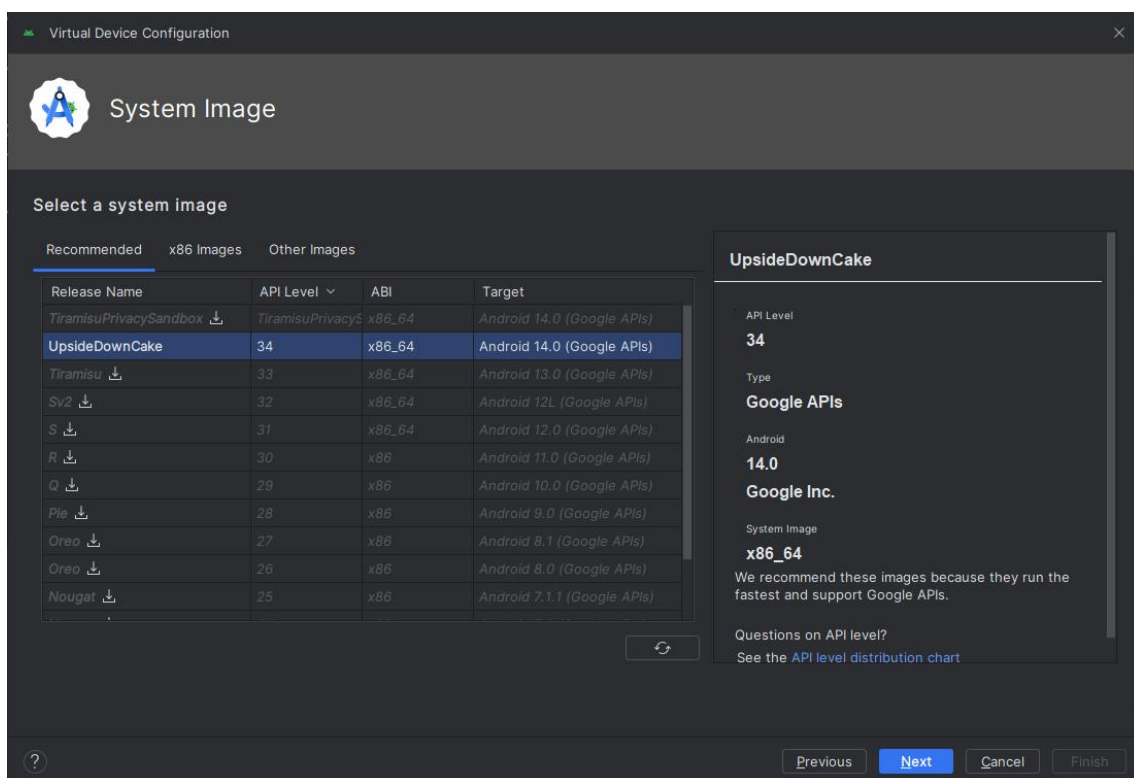 Virtual Device Configuration
System Image
Select a system image
Recommended x86 Images Other Images
Release Name API Level ABI Target
TiramisuPrivacySandbox TiramisuPrivacyS x86_64 Android 14.0 (Google APIs)
UpsideDownCake 34 x86_64 Android 14.0 (Google APIs)
Tiramisu 33 x86_64 Android 13.0 (Google APIs)
Sv2 32 x86_64 Android 12L (Google APIs)
S 31 x86_64 Android 12.0 (Google APIs)
R 30 x86 Android 11.0 (Google APIs)
Q 29 x86 Android 10.0 (Google APIs)
Pie 28 x86 Android 9.0 (Google APIs)
Oreo 27 x86 Android 8.1 (Google APIs)
Oreo 26 x86 Android 8.0 (Google APIs)
Nougat 25 x86 Android 7.1.1 (Google APIs)
UpsideDownCake
API Level
34
Type
Google APIs
Android
14.0
Google Inc.
System Image
x86_64
We recommend these images because they run the
fastest and support Google APIs.
Questions on API level?
See the API level distribution chart
? Previous Next Cancel Finish